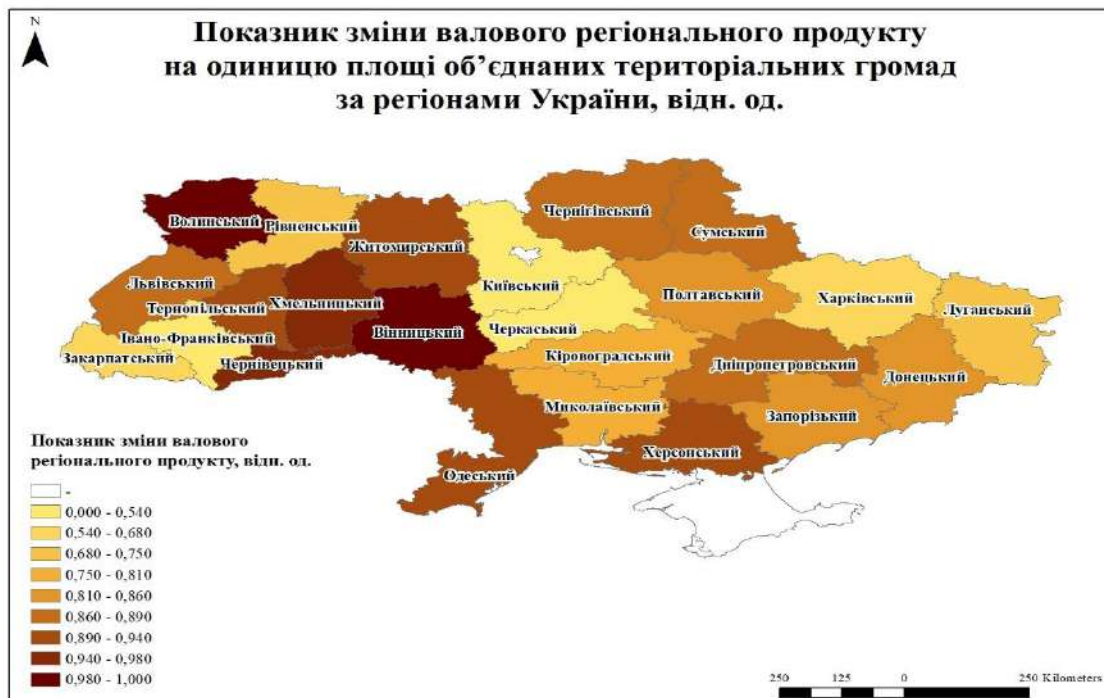 N
Показник зміни валового регіонального продукту
на одиницю площі об’єднаних територіальних громад
за регіонами України, відн. од.
Волинський
Рівненський
Житомирський
Чернігівський
Сумський
Львівський
Тернопільський
Хмельницький
Київський
Полтавський
Харківський
Луганський
Івано-Франківський
Вінницький
Черкаський
Закарпатський
Чернівецький
Кіровоградський
Дніпропетровський
Донецький
Миколаївський
Запорізький
Херсонський
Одеський
Показник зміни валового
регіонального продукту, відн. од.
-
0,000 - 0,540
0,540 - 0,680
0,680 - 0,750
0,750 - 0,810
0,810 - 0,860
0,860 - 0,890
0,890 - 0,940
0,940 - 0,980
0,980 - 1,000
250 125 0 250 Kilometers